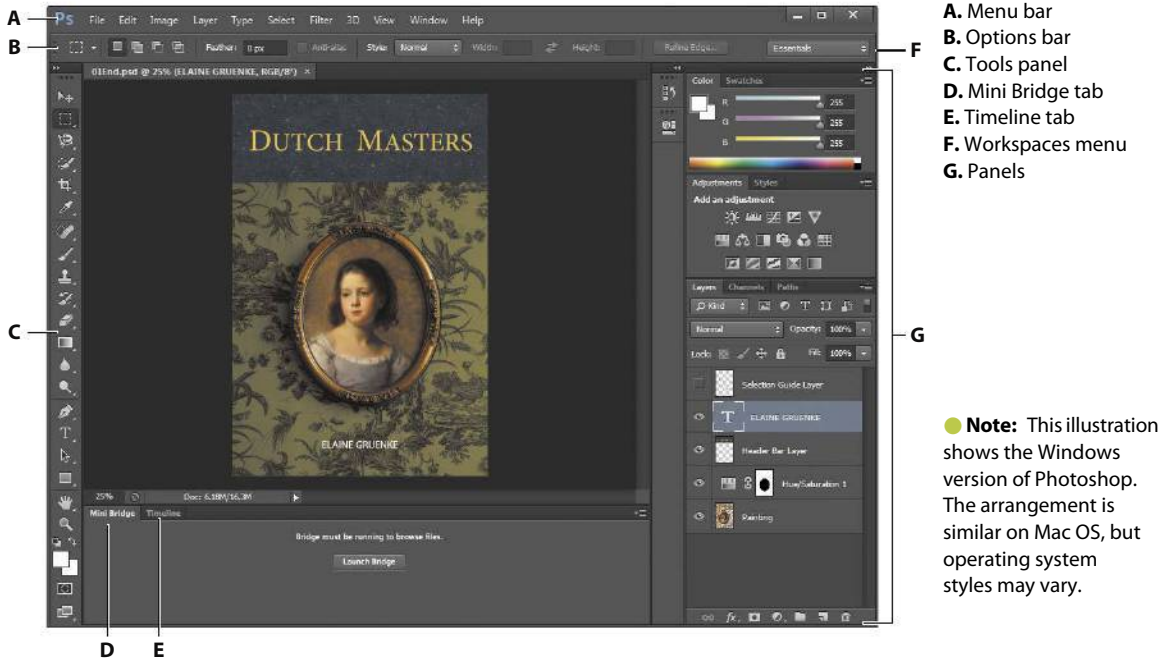 A
Ps File Edit Image Layer Type Select Filter 3D View Window Help
B
Feather: 0 px Anti-alias Style: Normal Width: Height: Refine Edge... Essentials
F
01End.psd @ 25% (ELAINE GRUENKE, RGB/8*) ×
DUTCH MASTERS
ELAINE GRUENKE
C
25% Doc: 6.18M/16.3M
Mini Bridge Timeline
Bridge must be running to browse files.
Launch Bridge
D E
Color Swatches
R 255
G 255
B 255
Adjustments Styles
Add an adjustment
Layers Channels Paths
Kind
Normal Opacity: 100%
Lock: Fill: 100%
Selection Guide Layer
T ELAINE GRUENKE
Header Bar Layer
Hue/Saturation 1
Painting
fx
G
A. Menu bar
B. Options bar
C. Tools panel
D. Mini Bridge tab
E. Timeline tab
F. Workspaces menu
G. Panels
Note: This illustration
shows the Windows
version of Photoshop.
The arrangement is
similar on Mac OS, but
operating system
styles may vary.